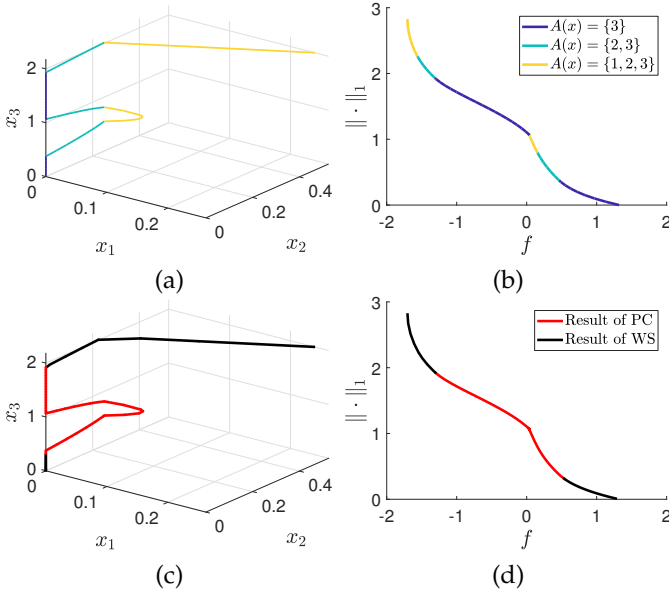 2
1
0
x₃
0
0.1
0.2
x₁
0
0.2
0.4
x₂
(a)
3
2
1
0
‖ · ‖₁
-2
-1
0
1
2
f
A(x) = {3}
A(x) = {2, 3}
A(x) = {1, 2, 3}
(b)
2
1
0
x₃
0
0.1
0.2
x₁
0
0.2
0.4
x₂
(c)
3
2
1
0
‖ · ‖₁
-2
-1
0
1
2
f
Result of PC
Result of WS
(d)